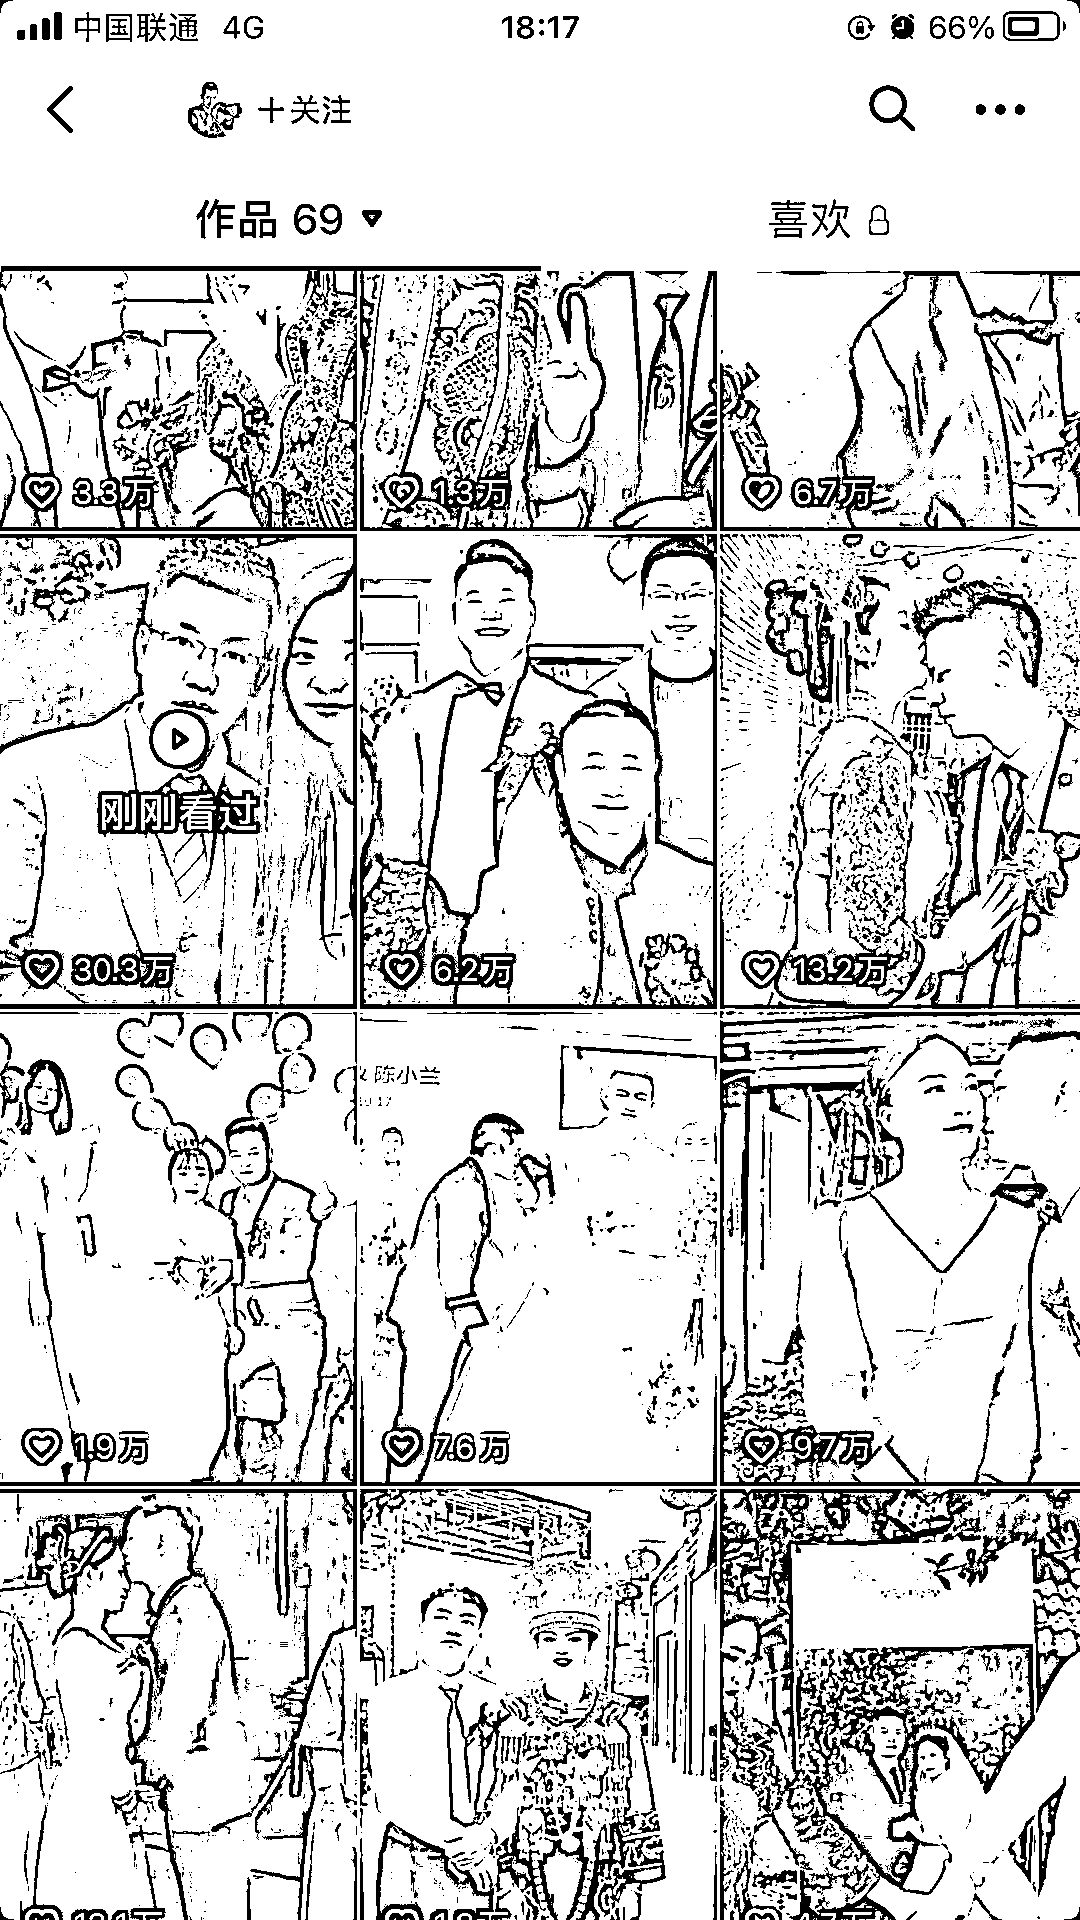 中国联通 4G 18:17 66%
+关注
作品 69 喜欢
3.3万 1.3万 6.7万
刚刚看过
30.3万 6.2万 13.2万
陈小兰
1.9万 7.6万 9.7万